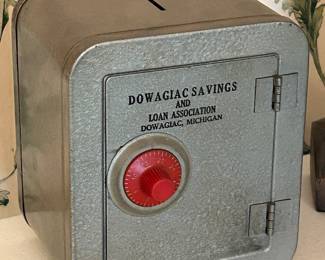 DOWAGIAC SAVINGS
AND
LOAN ASSOCIATION
DOWAGIAC, MICHIGAN